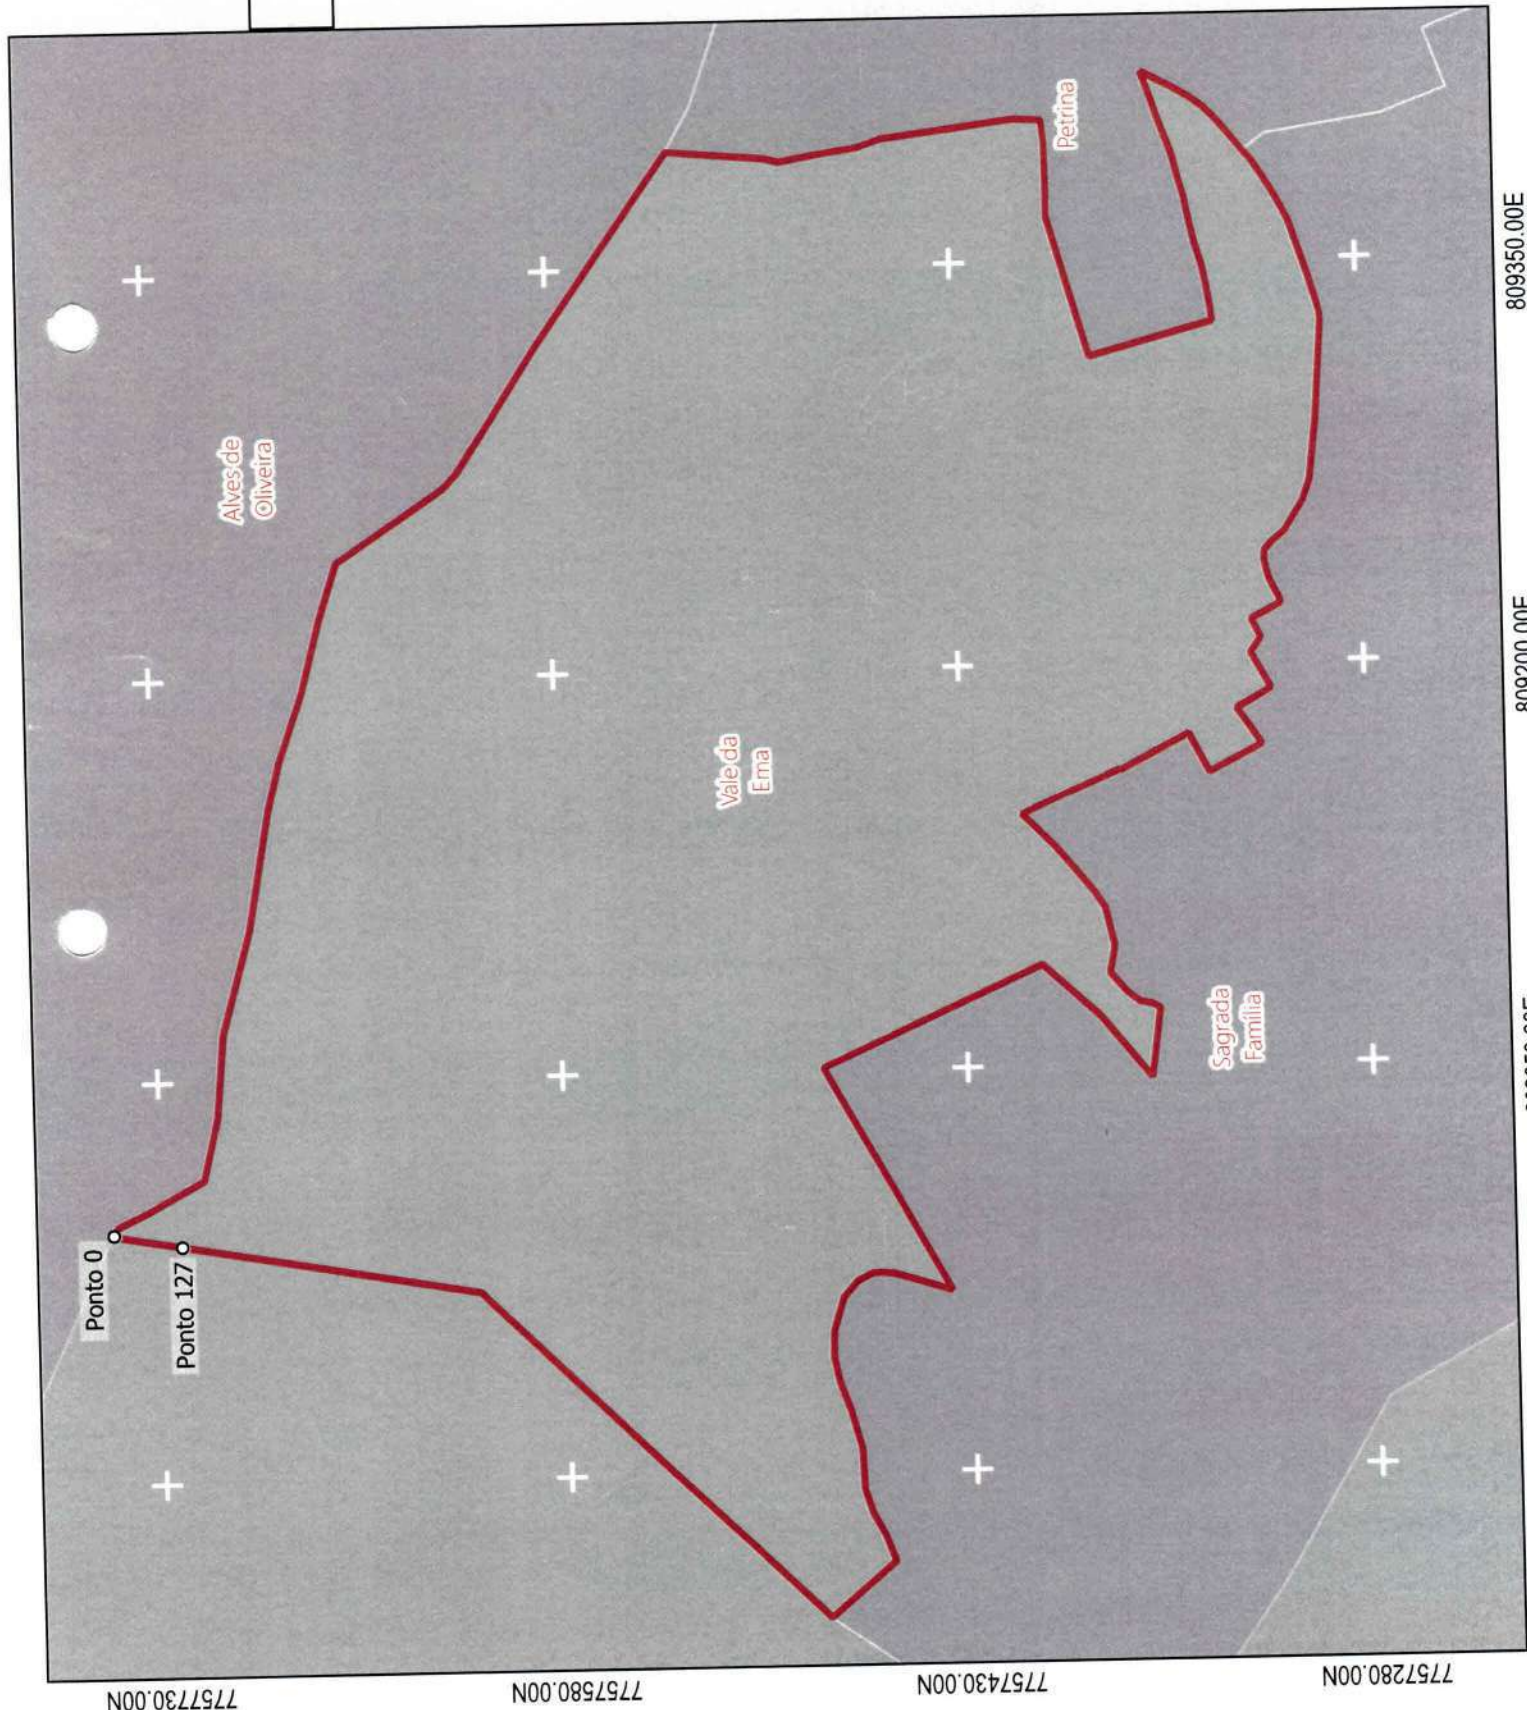 Ponto 0
Ponto 127
Alves de
Oliveira
Vale da
Ema
Petrina
Sagrada
Família
7757730.00N
7757580.00N
7757430.00N
7757280.00N
809200.00E
809350.00E